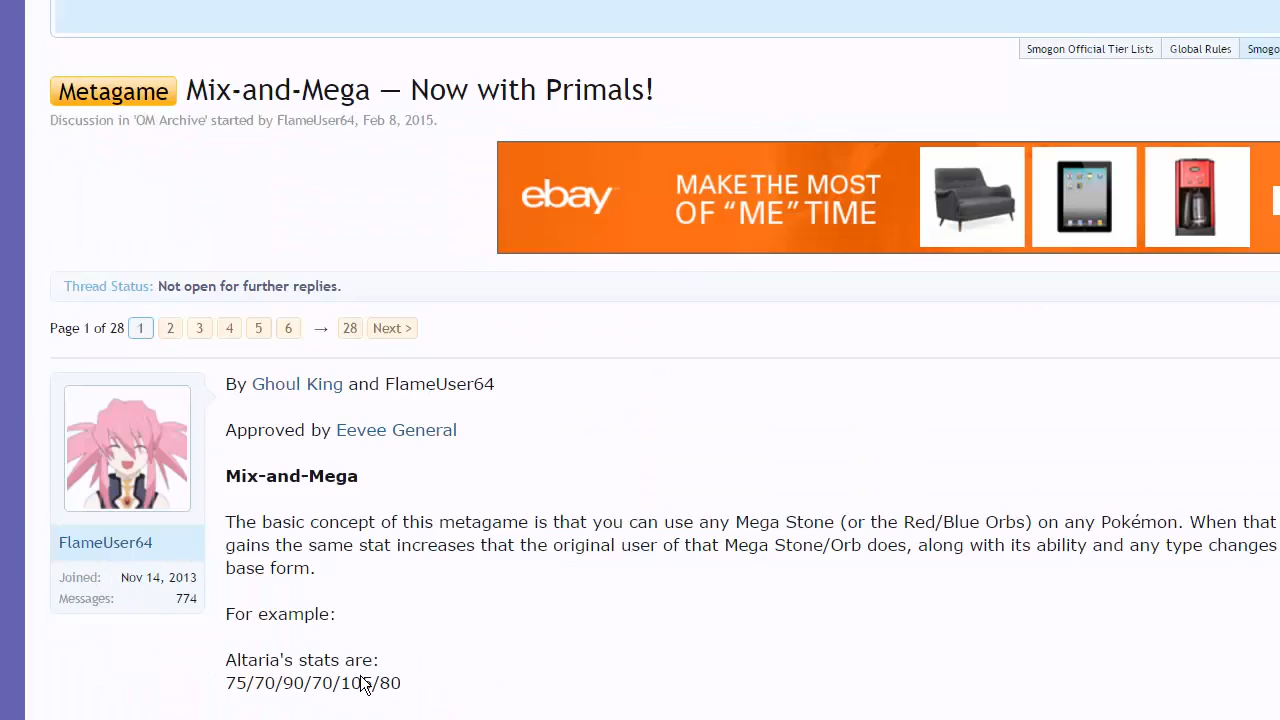 Smogon Official Tier Lists Global Rules Smogo
Metagame Mix-and-Mega — Now with Primals!
Discussion in 'OM Archive' started by FlameUser64, Feb 8, 2015.
ebay MAKE THE MOST
OF “ME” TIME
Thread Status: Not open for further replies.
Page 1 of 28 1 2 3 4 5 6 → 28 Next >
By Ghoul King and FlameUser64
Approved by Eevee General
Mix-and-Mega
The basic concept of this metagame is that you can use any Mega Stone (or the Red/Blue Orbs) on any Pokémon. When that
gains the same stat increases that the original user of that Mega Stone/Orb does, along with its ability and any type changes
base form.
FlameUser64
Joined: Nov 14, 2013
Messages: 774
For example:
Altaria's stats are:
75/70/90/70/105/80